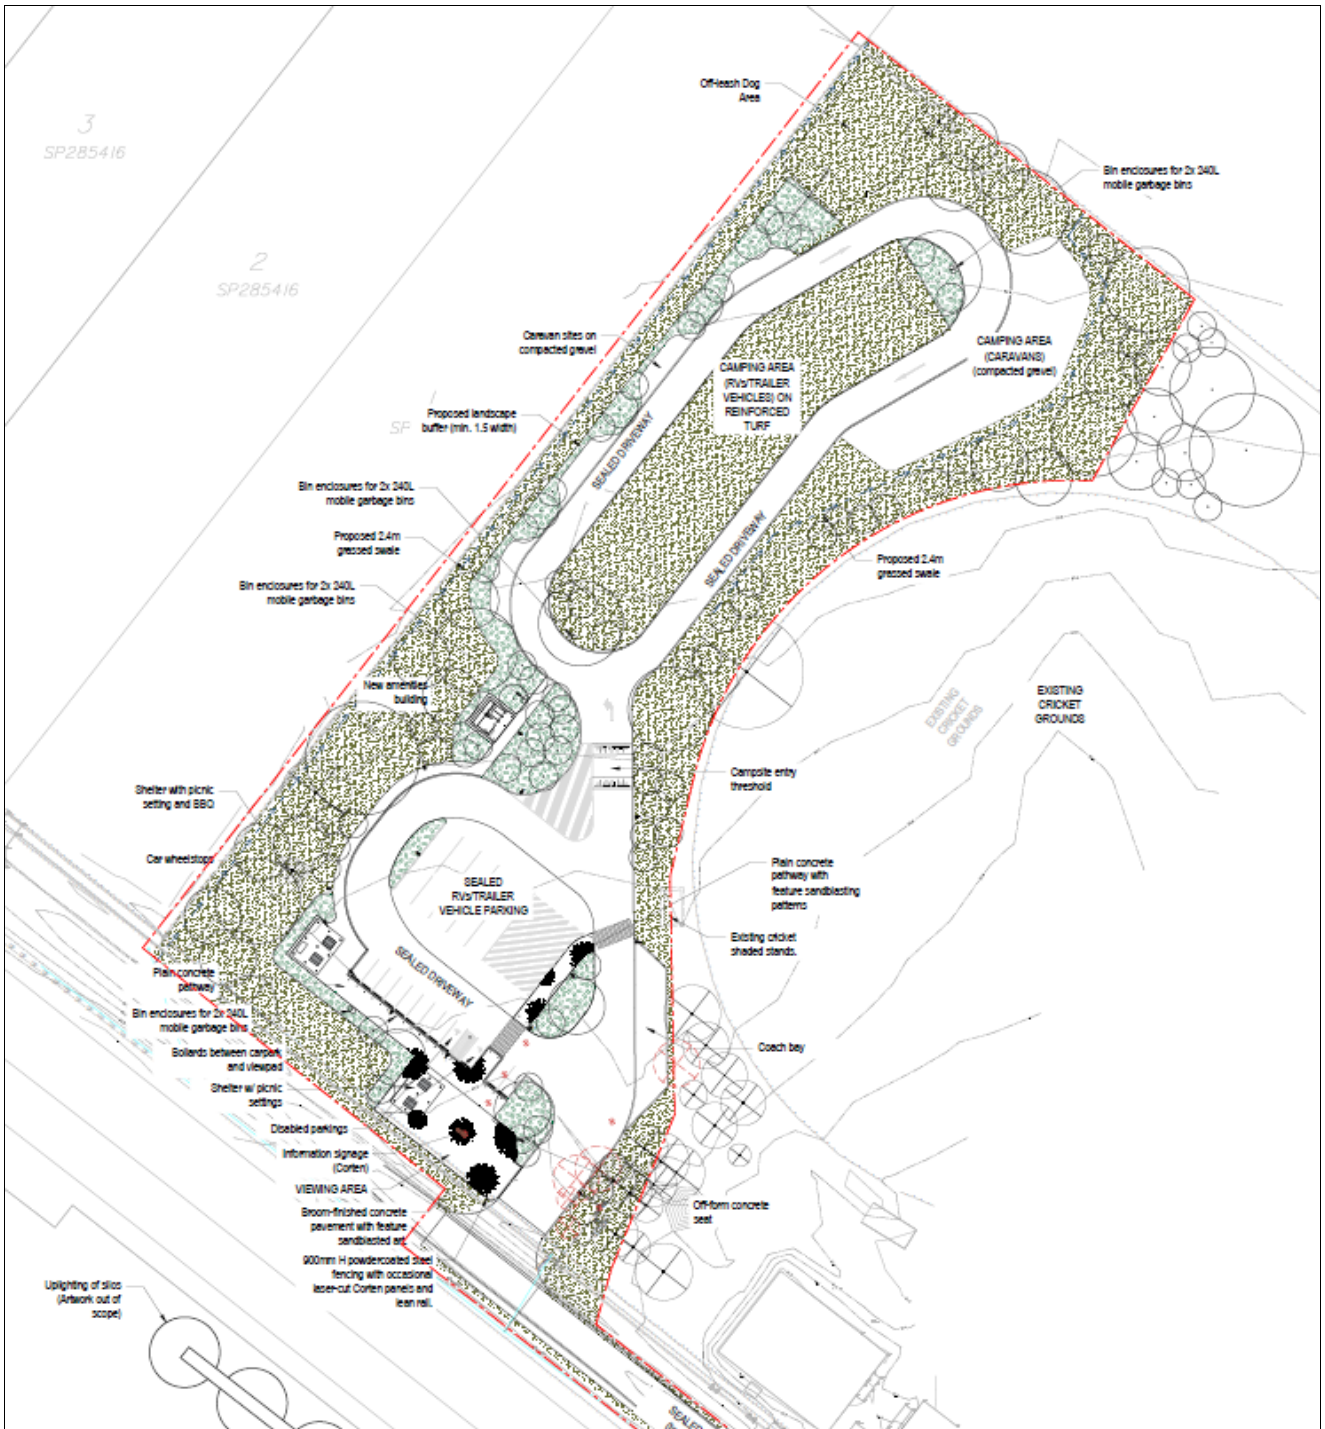 Off-leash Dog
Area
3
SP285416
Bin enclosures for 2x 240L
mobile garbage bins
2
SP285416
Caravan sites on
compacted gravel
CAMPING AREA
(CARAVANS)
(compacted gravel)
CAMPING AREA
(RVs/TRAILER
VEHICLES) ON
REINFORCED
TURF
Proposed landscape
buffer (min. 1.5 width)
SP
SEALED DRIVEWAY
Bin enclosures for 2x 240L
mobile garbage bins
Proposed 2.4m
grassed swale
SEALED DRIVEWAY
Proposed 2.4m
grassed swale
Bin enclosures for 2x 240L
mobile garbage bins
New amenities
building
EXISTING
CRICKET
GROUNDS
EXISTING
CRICKET
GROUNDS
Campsite entry
threshold
Shelter with picnic
setting and BBQ
Car wheelstops
Plain concrete
pathway with
feature sandblasting
patterns
SEALED
RVs/TRAILER
VEHICLE PARKING
Existing cricket
shaded stands.
SEALED DRIVEWAY
Plain concrete
pathway
Bin enclosures for 2x 240L
mobile garbage bins
Coach bay
Bollards between carpark
and viewpad
Shelter w/ picnic
settings
Disabled parkings
Information signage
(Corten)
VIEWING AREA
Off-form concrete
seat
Broom-finished concrete
pavement with feature
sandblasted art
900mm H powdercoated steel
fencing with occasional
laser-cut Corten panels and
lean rail.
Uplighting of silos
(Artwork out of
scope)